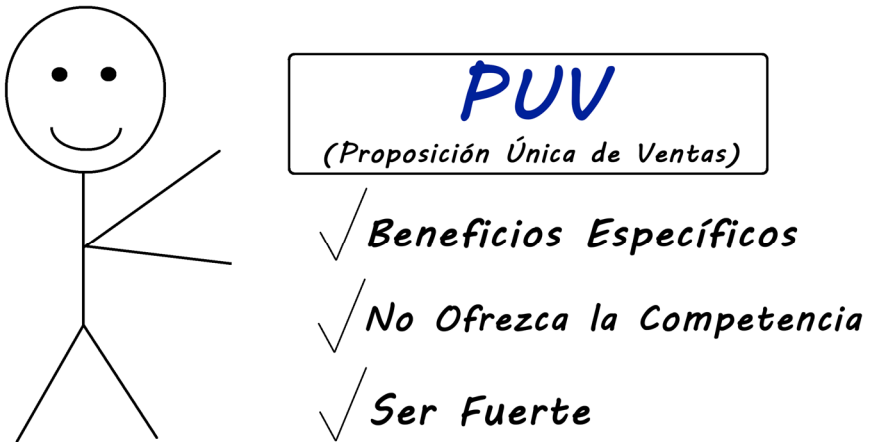 PUV
(Proposición Única de Ventas)
Beneficios Específicos
No Ofrezca la Competencia
Ser Fuerte